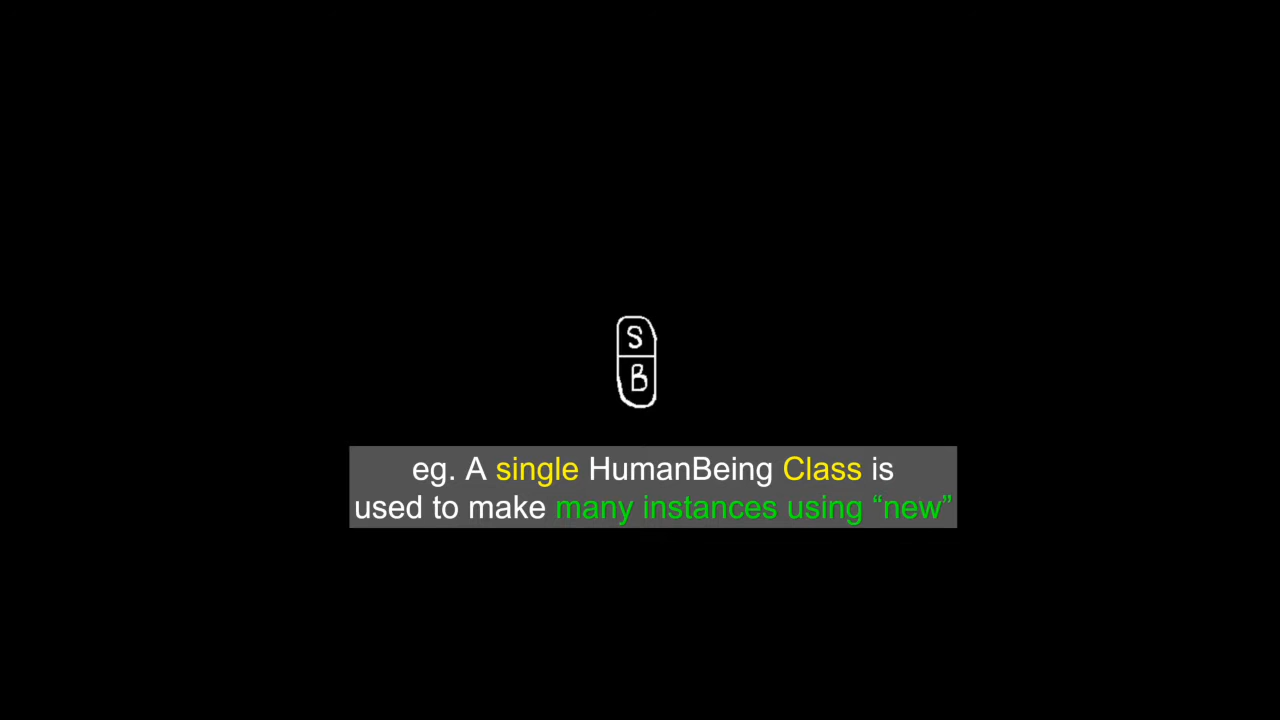 S
B
eg. A single HumanBeing Class is
used to make many instances using “new”